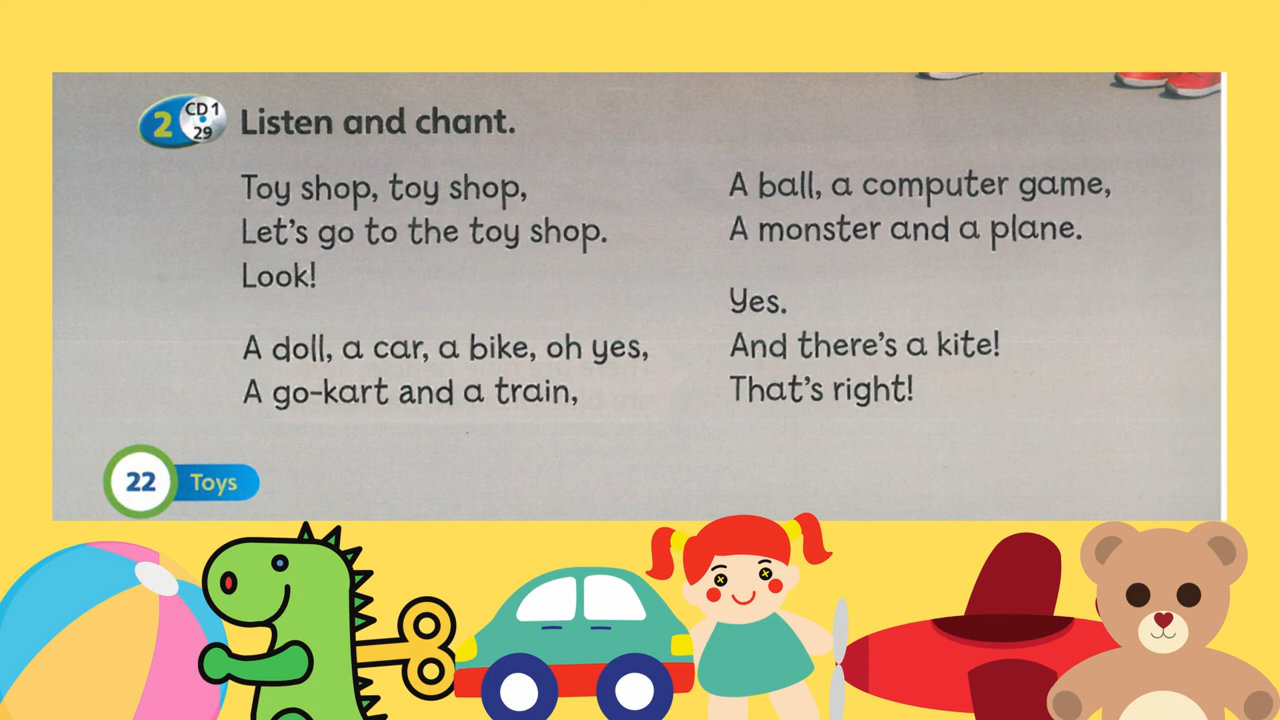 2 CD 1 29 Listen and chant.
Toy shop, toy shop,
Let's go to the toy shop.
Look!
A doll, a car, a bike, oh yes,
A go-kart and a train,
A ball, a computer game,
A monster and a plane.
Yes.
And there's a kite!
That's right!
22 Toys